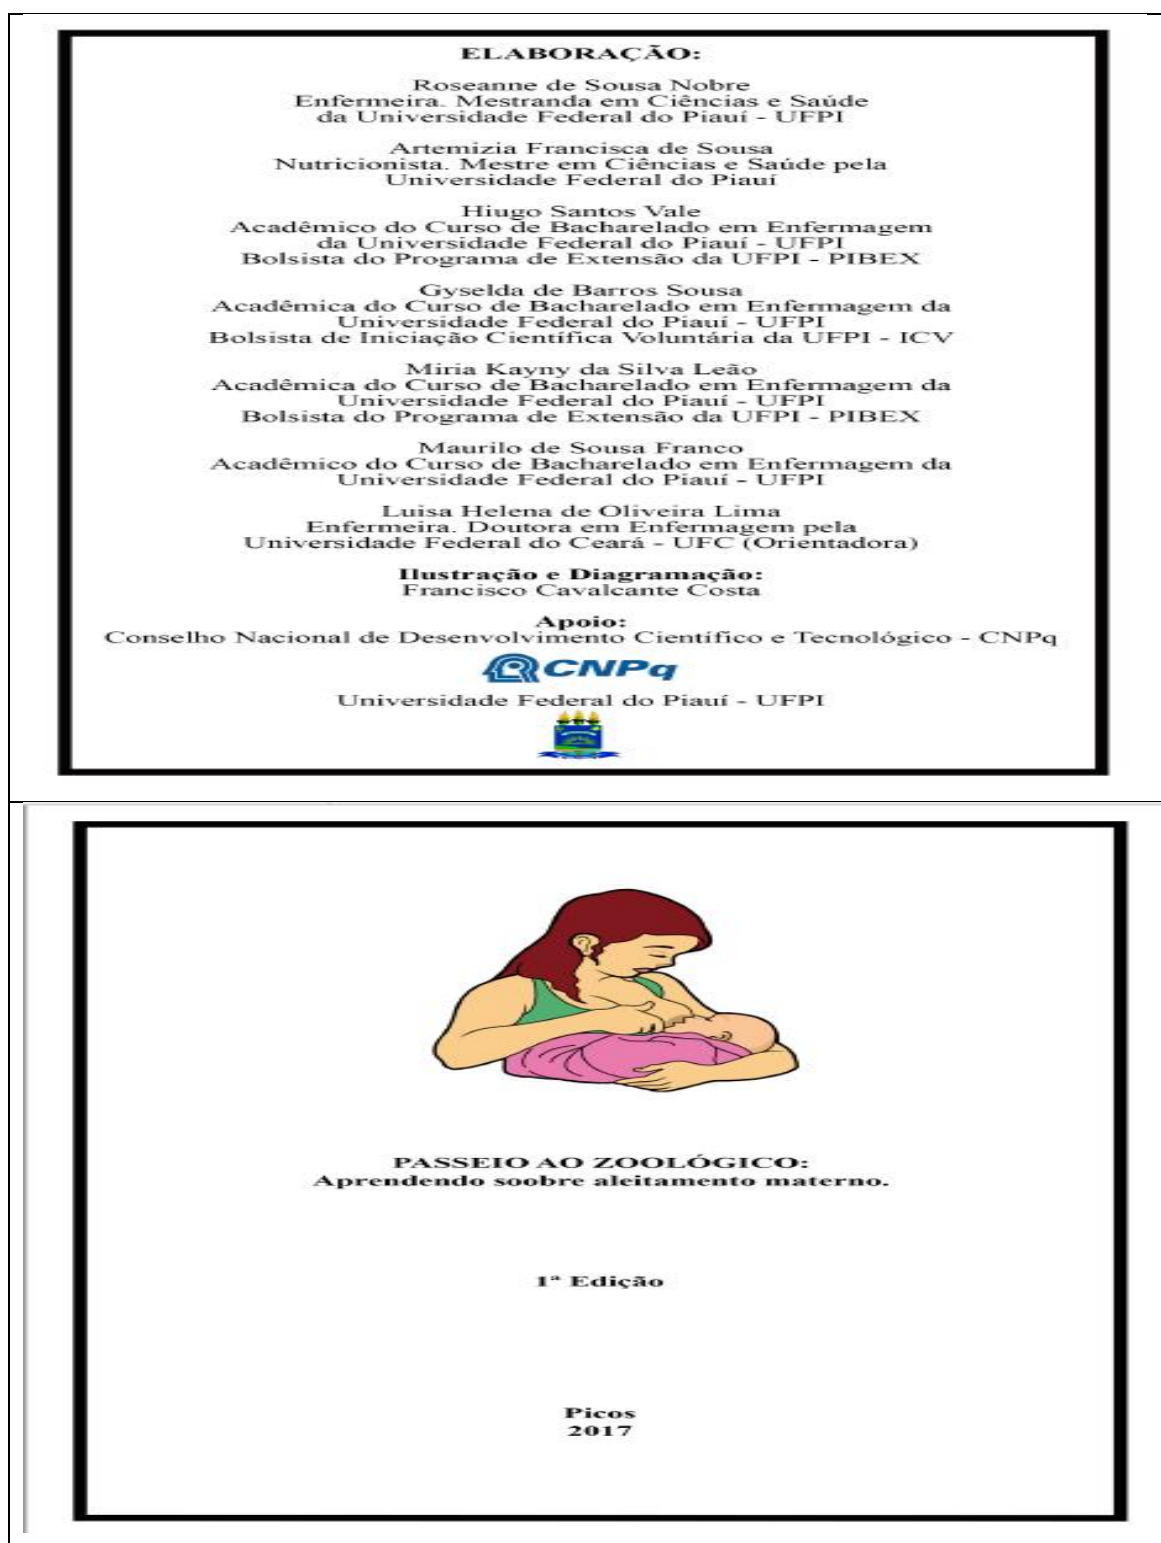 ELABORAÇÃO:
Roseanne de Sousa Nobre
Enfermeira. Mestranda em Ciências e Saúde
da Universidade Federal do Piauí - UFPI
Artemizia Francisca de Sousa
Nutricionista. Mestre em Ciências e Saúde pela
Universidade Federal do Piauí
Hiugo Santos Vale
Acadêmico do Curso de Bacharelado em Enfermagem
da Universidade Federal do Piauí - UFPI
Bolsista do Programa de Extensão da UFPI - PIBEX
Gyselda de Barros Sousa
Acadêmica do Curso de Bacharelado em Enfermagem da
Universidade Federal do Piauí - UFPI
Bolsista de Iniciação Científica Voluntária da UFPI - ICV
Miria Kayny da Silva Leão
Acadêmica do Curso de Bacharelado em Enfermagem da
Universidade Federal do Piauí - UFPI
Bolsista do Programa de Extensão da UFPI - PIBEX
Maurilo de Sousa Franco
Acadêmico do Curso de Bacharelado em Enfermagem da
Universidade Federal do Piauí - UFPI
Luisa Helena de Oliveira Lima
Enfermeira. Doutora em Enfermagem pela
Universidade Federal do Ceará - UFC (Orientadora)
Ilustração e Diagramação:
Francisco Cavalcante Costa
Apoio:
Conselho Nacional de Desenvolvimento Científico e Tecnológico - CNPq
CNPq
Universidade Federal do Piauí - UFPI
PASSEIO AO ZOOLÓGICO:
Aprendendo soobre aleitamento materno.
1ª Edição
Picos
2017